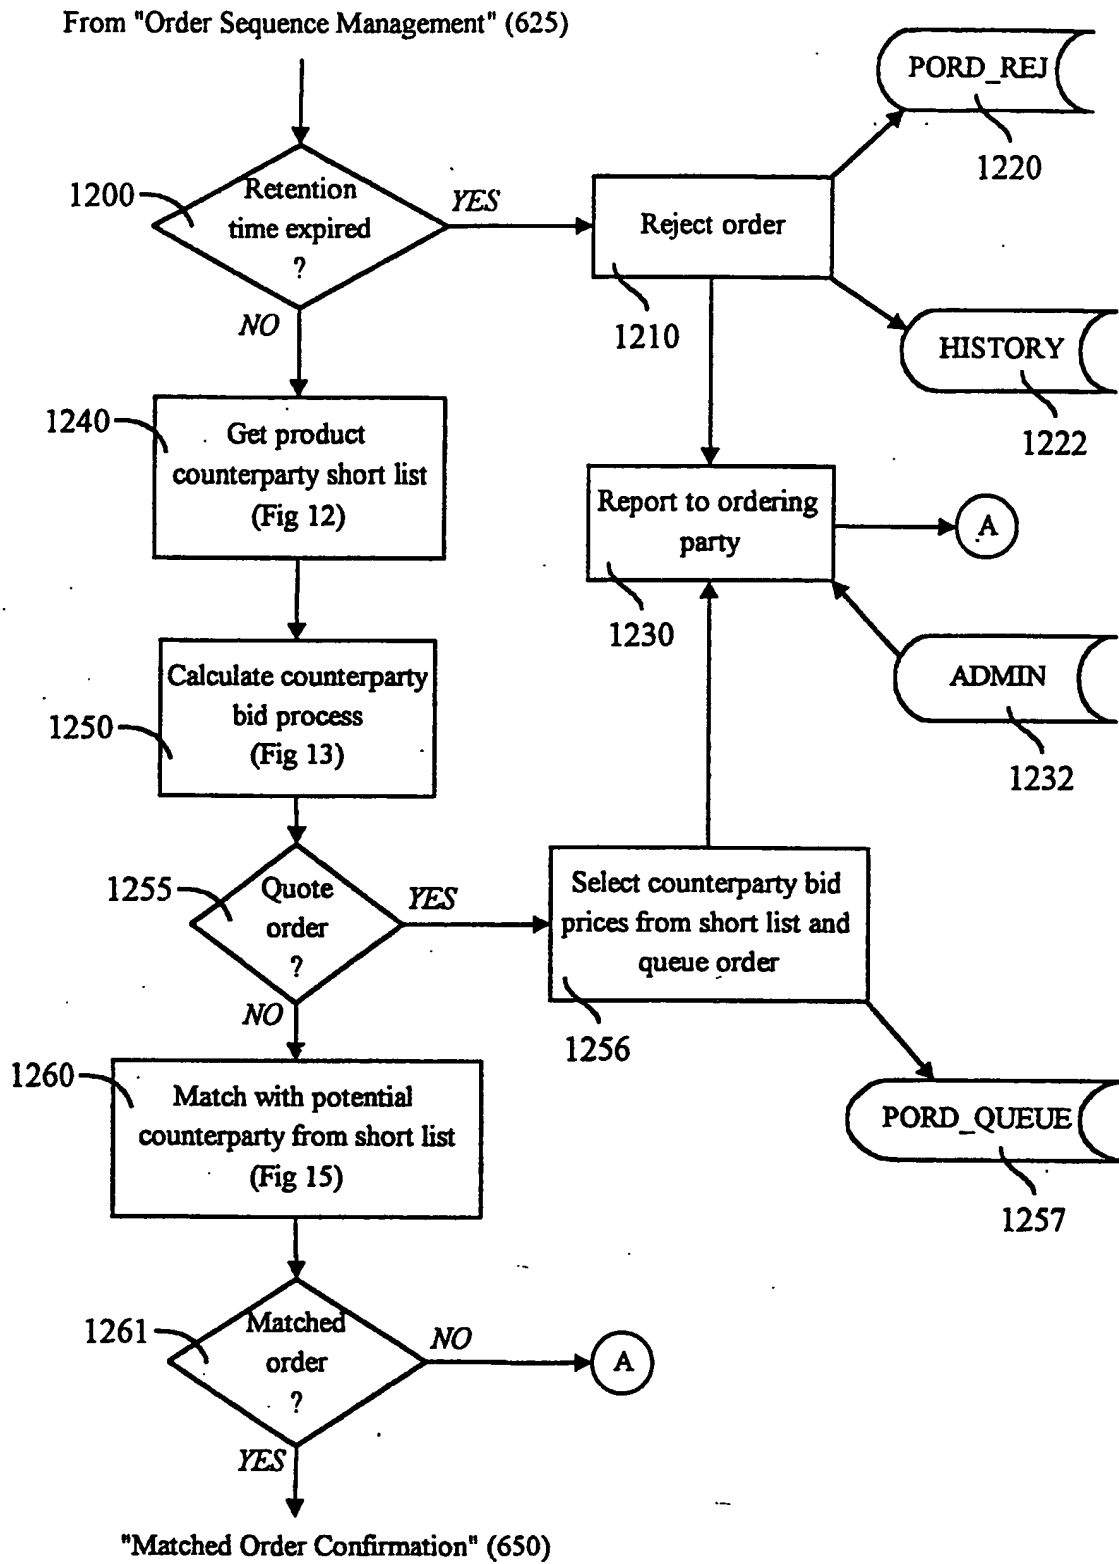 From "Order Sequence Management" (625)
PORD_REJ
1220
1200
Retention
time expired
?
YES
NO
Reject order
1210
HISTORY
1222
1240
Get product
counterparty short list
(Fig 12)
Report to ordering
party
1230
A
ADMIN
1232
1250
Calculate counterparty
bid process
(Fig 13)
1255
Quote
order
?
YES
NO
Select counterparty bid
prices from short list and
queue order
1256
PORD_QUEUE
1257
1260
Match with potential
counterparty from short list
(Fig 15)
1261
Matched
order
?
NO
A
YES
"Matched Order Confirmation" (650)